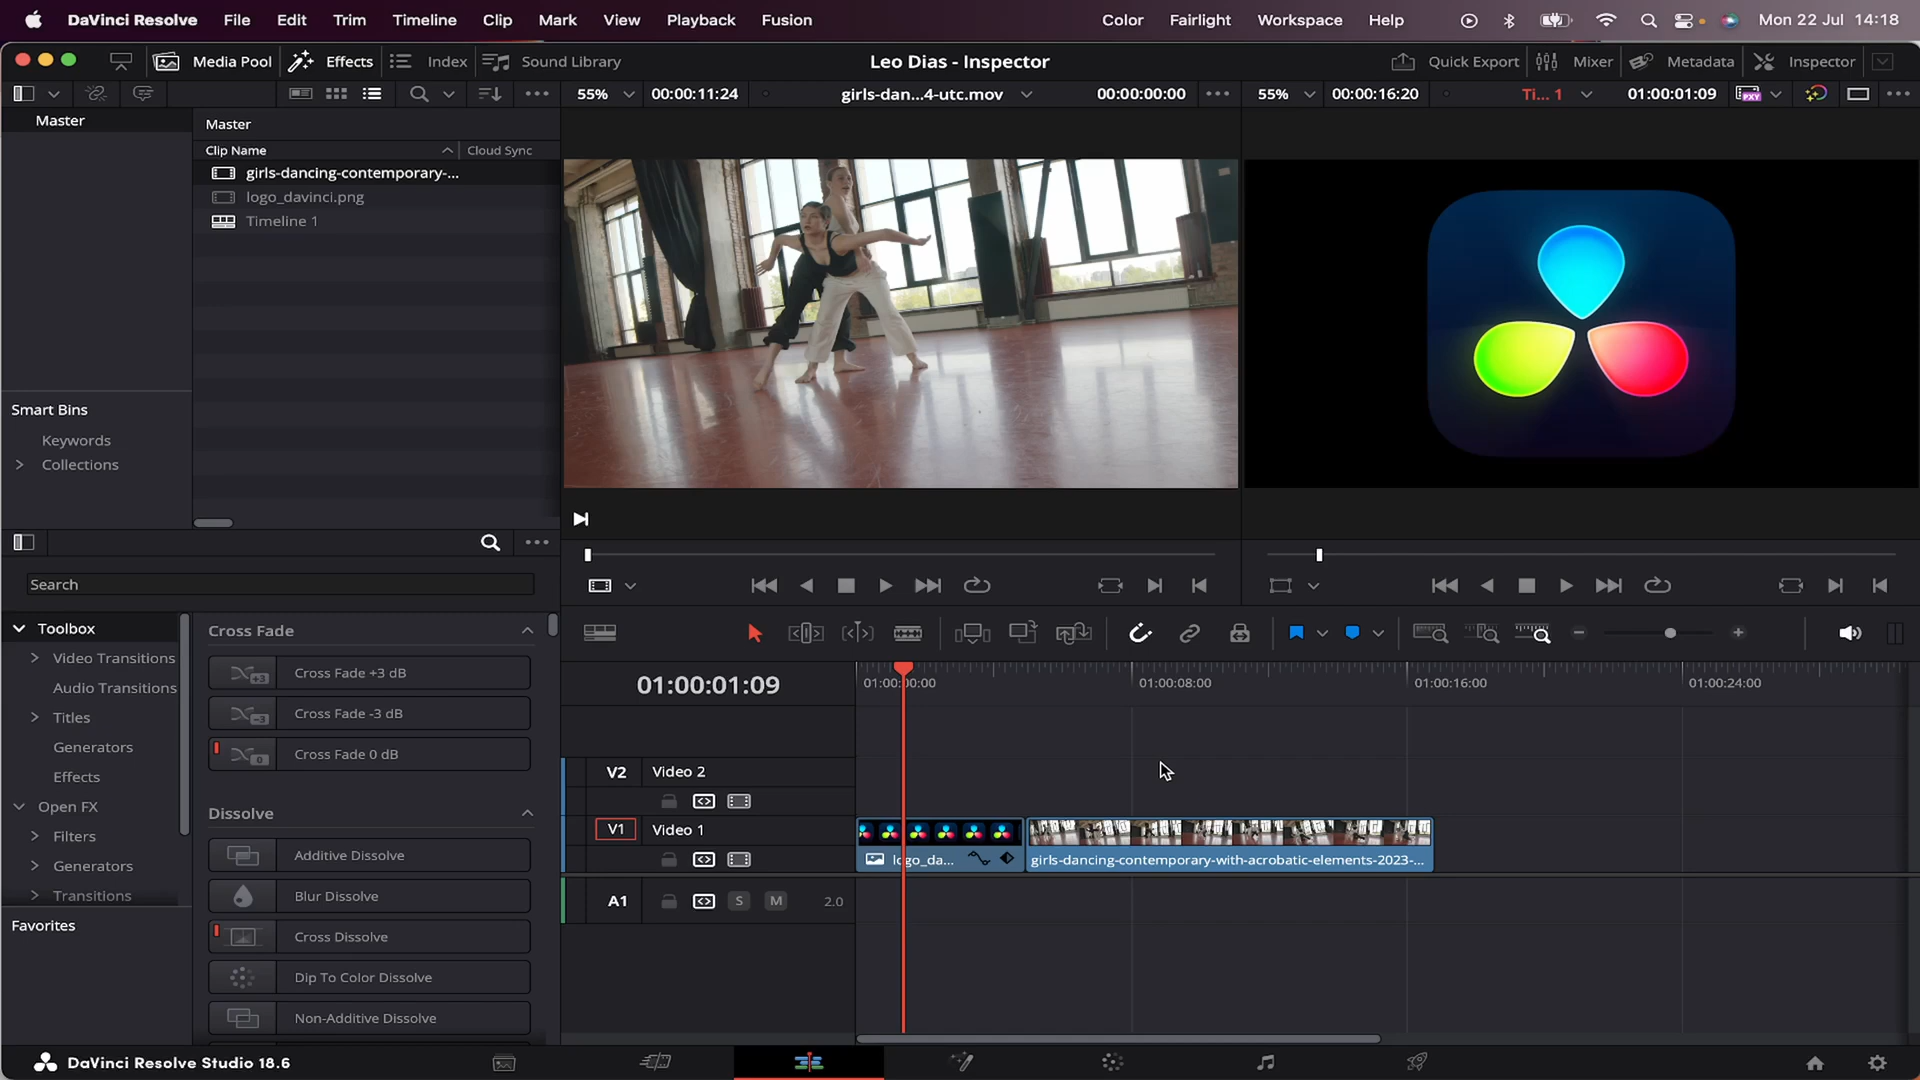 DaVinci Resolve File Edit Trim Timeline Clip Mark View Playback Fusion Color Fairlight Workspace Help Mon 22 Jul 14:18
Media Pool Effects Index Sound Library Leo Dias - Inspector Quick Export Mixer Metadata Inspector
55% 00:00:11:24 girls-dan...4-utc.mov 00:00:00:00 55% 00:00:16:20 Ti... 1 01:00:01:09
Master
Master
Clip Name Cloud Sync
girls-dancing-contemporary-...
logo_davinci.png
Timeline 1
Smart Bins
Keywords
Collections
Search
Toolbox
Video Transitions
Audio Transitions
Titles
Generators
Effects
Open FX
Filters
Generators
Transitions
Favorites
Cross Fade
+3 Cross Fade +3 dB
-3 Cross Fade -3 dB
0 Cross Fade 0 dB
Dissolve
Additive Dissolve
Blur Dissolve
Cross Dissolve
Dip To Color Dissolve
Non-Additive Dissolve
01:00:01:09
01:00:00:00 01:00:08:00 01:00:16:00 01:00:24:00
V2 Video 2
V1 Video 1
logo_da... girls-dancing-contemporary-with-acrobatic-elements-2023-...
A1 S M 2.0
DaVinci Resolve Studio 18.6